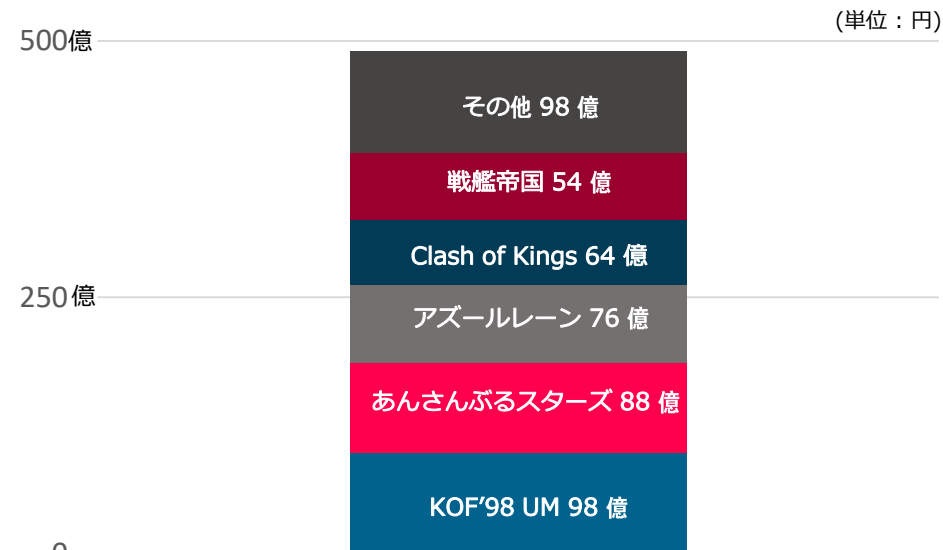 (単位：円)
500億
その他 98 億
戦艦帝国 54 億
Clash of Kings 64 億
250億
アズールレーン 76 億
あんさんぶるスターズ 88 億
KOF’98 UM 98 億
0